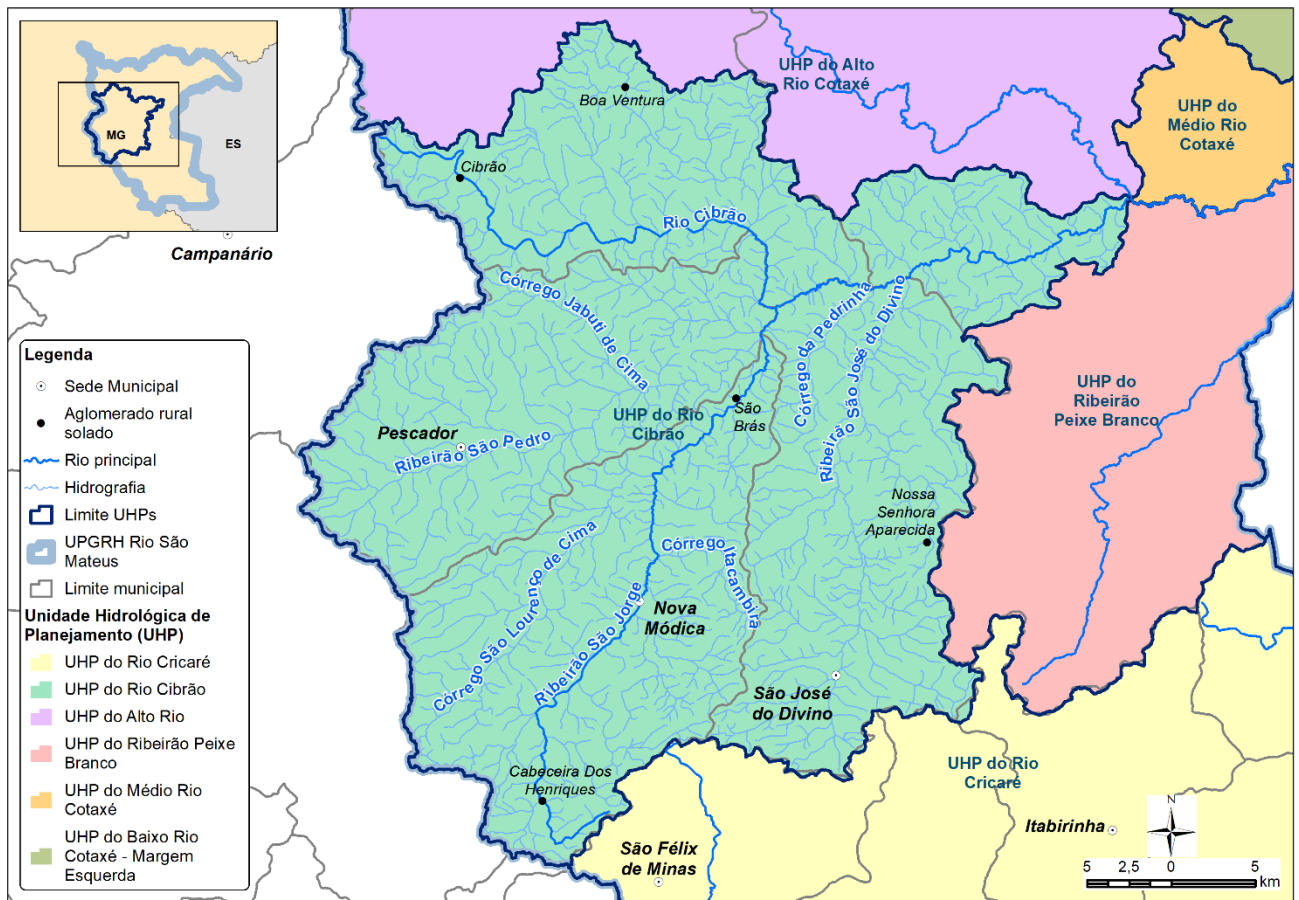 MG
ES
Campanário
Boa Ventura
Cibrão
UHP do Alto
Rio Cotaxé
UHP do
Médio Rio
Cotaxé
Rio Cibrão
Córrego Jabuti de Cima
Córrego da Pedrinha
Ribeirão São José do Divino
UHP do
Ribeirão
Peixe Branco
UHP do Rio
Cibrão
São
Brás
Pescador
Ribeirão São Pedro
Nossa
Senhora
Aparecida
Córrego São Lourenço de Cima
Córrego Itacambira
Ribeirão São Jorge
Nova
Módica
São José
do Divino
Cabeceira Dos
Henriques
UHP do Rio
Cricaré
São Félix
de Minas
Itabirinha
N
5 2,5 0 5
km
Legenda
Sede Municipal
Aglomerado rural
solado
Rio principal
Hidrografia
Limite UHPs
UPGRH Rio São
Mateus
Limite municipal
Unidade Hidrológica de
Planejamento (UHP)
UHP do Rio Cricaré
UHP do Rio Cibrão
UHP do Alto Rio
UHP do Ribeirão Peixe
Branco
UHP do Médio Rio
Cotaxé
UHP do Baixo Rio
Cotaxé - Margem
Esquerda